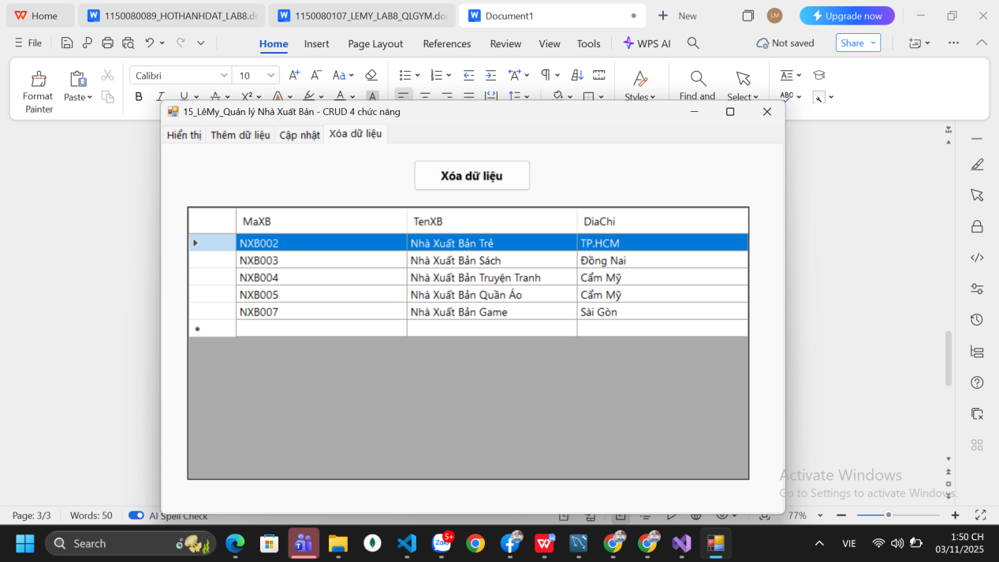 Home
1150080089_HOTHANHDAT_LAB8.d
1150080107_LEMY_LAB8_QLGYM.do
Document1
New
LM
Upgrade now
File
Home
Insert
Page Layout
References
Review
View
Tools
WPS AI
Not saved
Share
Format Painter
Paste
Calibri
10
Styles
Find and
Select
15_LêMy_Quản lý Nhà Xuất Bản - CRUD 4 chức năng
Hiển thị
Thêm dữ liệu
Cập nhật
Xóa dữ liệu
Xóa dữ liệu
MaXB TenXB DiaChi
NXB002 Nhà Xuất Bản Trẻ TP.HCM
NXB003 Nhà Xuất Bản Sách Đồng Nai
NXB004 Nhà Xuất Bản Truyện Tranh Cẩm Mỹ
NXB005 Nhà Xuất Bản Quần Áo Cẩm Mỹ
NXB007 Nhà Xuất Bản Game Sài Gòn
Activate Windows
Go to Settings to activate Windows.
Page: 3/3
Words: 50
AI Spell Check
77%
Search
Zalo
5+
VIE
1:50 CH
03/11/2025